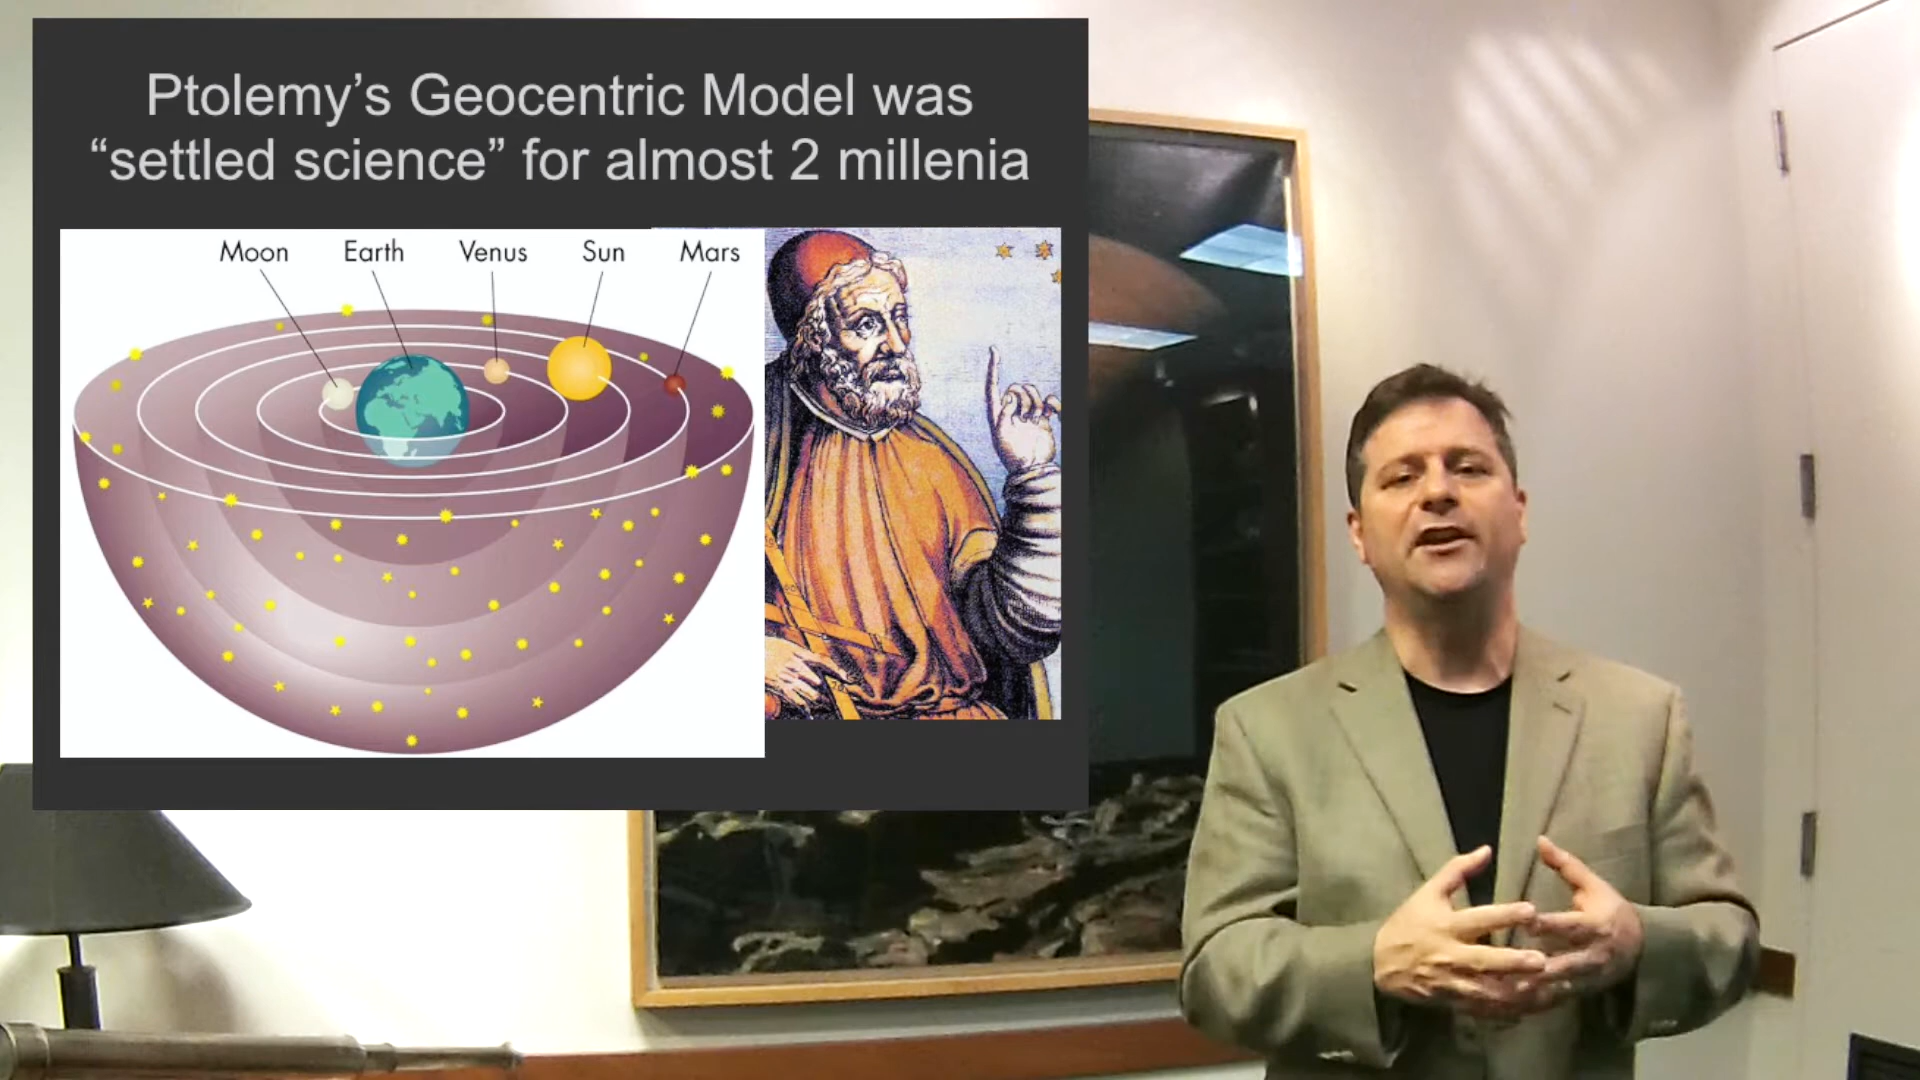 Ptolemy’s Geocentric Model was
“settled science” for almost 2 millenia
Moon Earth Venus Sun Mars